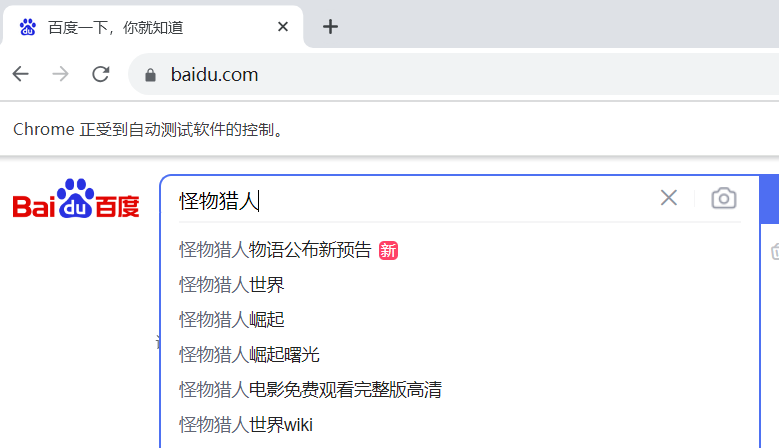 百度一下，你就知道
baidu.com
Chrome 正受到自动测试软件的控制。
Bai du 百度
怪物猎人
怪物猎人物语公布新预告 新
怪物猎人世界
怪物猎人崛起
怪物猎人崛起曙光
怪物猎人电影免费观看完整版高清
怪物猎人世界wiki